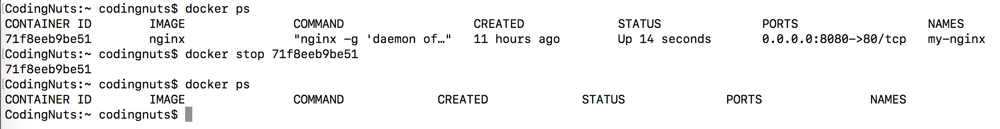 CodingNuts:~ codingnuts$ docker ps
CONTAINER ID        IMAGE               COMMAND                  CREATED             STATUS              PORTS                  NAMES
71f8eeb9be51        nginx               "nginx -g 'daemon of…"   11 hours ago        Up 14 seconds       0.0.0.0:8080->80/tcp   my-nginx
CodingNuts:~ codingnuts$ docker stop 71f8eeb9be51
71f8eeb9be51
CodingNuts:~ codingnuts$ docker ps
CONTAINER ID        IMAGE               COMMAND             CREATED             STATUS              PORTS               NAMES
CodingNuts:~ codingnuts$